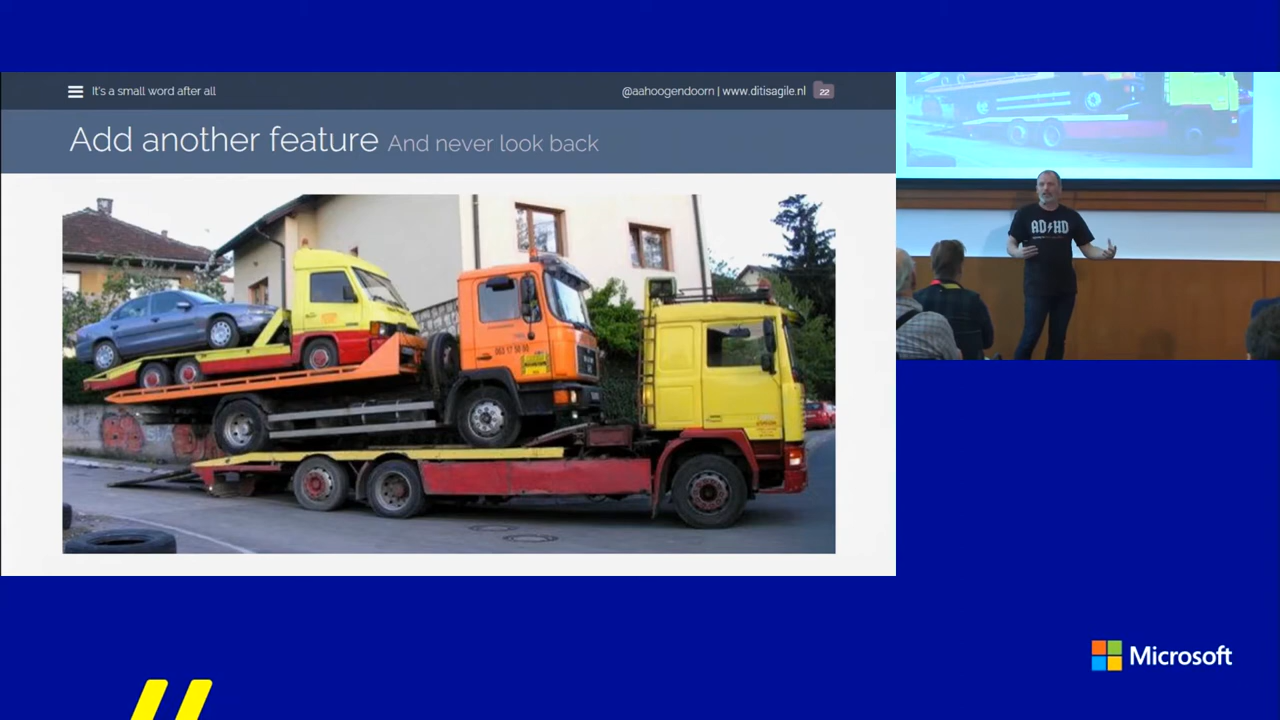 It's a small word after all
@aahoogendoorn | www.ditisagile.nl
22
Add another feature And never look back
AD HD
Microsoft